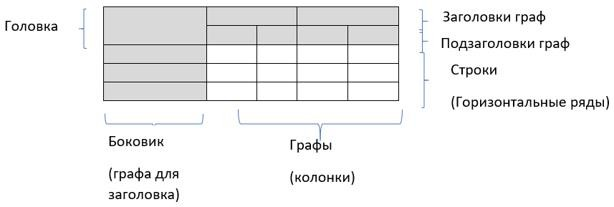 Головка
Заголовки граф
Подзаголовки граф
Строки
(Горизонтальные ряды)
Боковик
(графа для
заголовка)
Графы
(колонки)